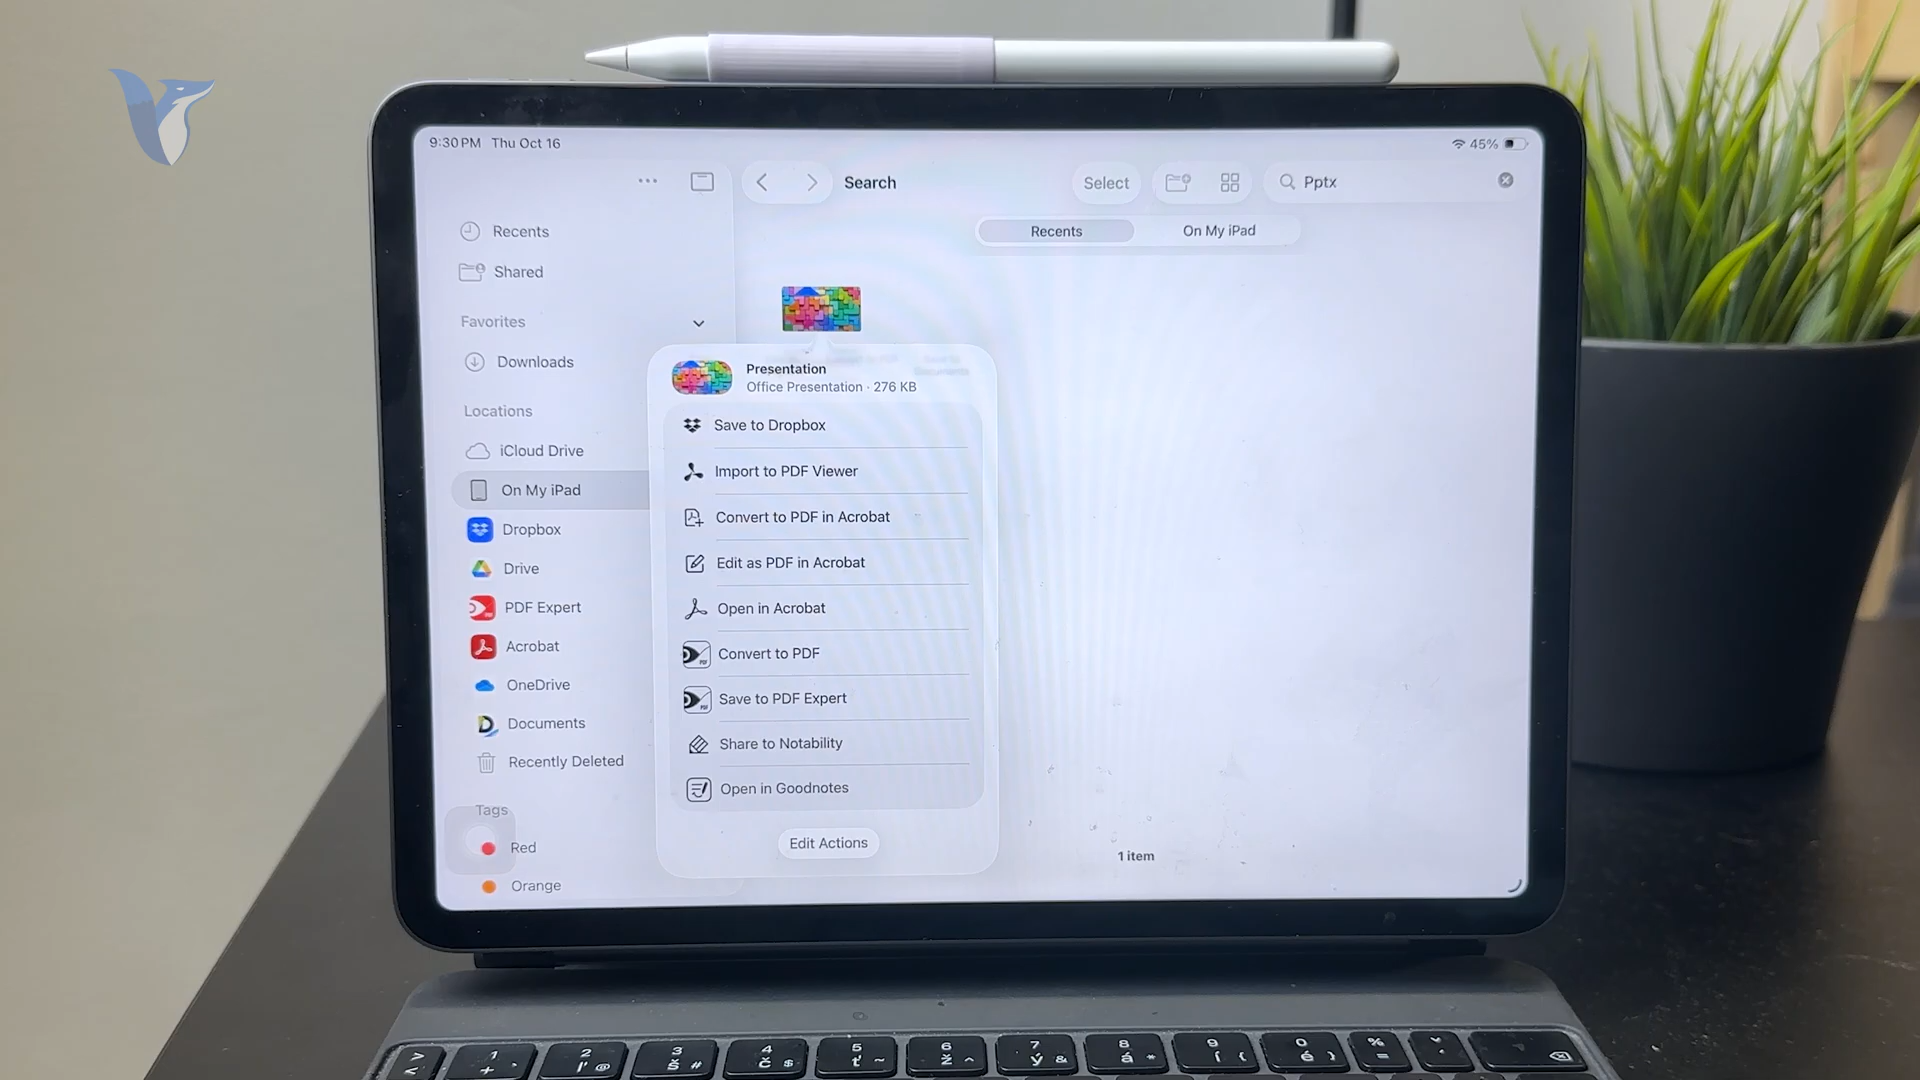 9:30 PM Thu Oct 16
45%
Search
Select
Pptx
Recents
On My iPad
Recents
Shared
Favorites
Downloads
Locations
iCloud Drive
On My iPad
Dropbox
Drive
PDF Expert
Acrobat
OneDrive
Documents
Recently Deleted
Tags
Red
Orange
Presentation
Office Presentation · 276 KB
Save to Dropbox
Import to PDF Viewer
Convert to PDF in Acrobat
Edit as PDF in Acrobat
Open in Acrobat
Convert to PDF
Save to PDF Expert
Share to Notability
Open in Goodnotes
Edit Actions
1 item